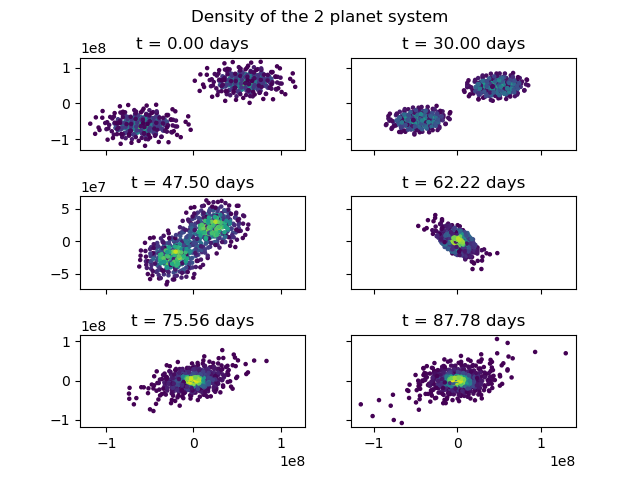 Density of the 2 planet system
1e8
t = 0.00 days
t = 30.00 days
1
0
−1
1e7
t = 47.50 days
t = 62.22 days
5
0
−5
1e8
t = 75.56 days
t = 87.78 days
1
0
−1
−1 0 1
−1 0 1
1e8
1e8